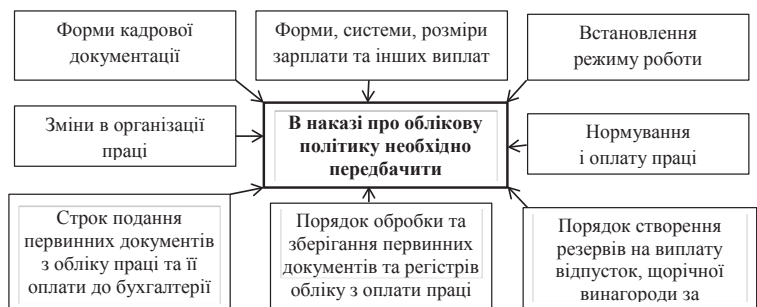 Форми кадрової
документації
Форми, системи, розміри
зарплати та інших виплат
Встановлення
режиму роботи
Зміни в організації
праці
В наказі про облікову
політику необхідно
передбачити
Нормування
і оплату праці
Строк подання
первинних документів
з обліку праці та її
оплати до бухгалтерії
Порядок обробки та
зберігання первинних
документів та регістрів
обліку з оплати праці
Порядок створення
резервів на виплату
відпусток, щорічної
винагороди за